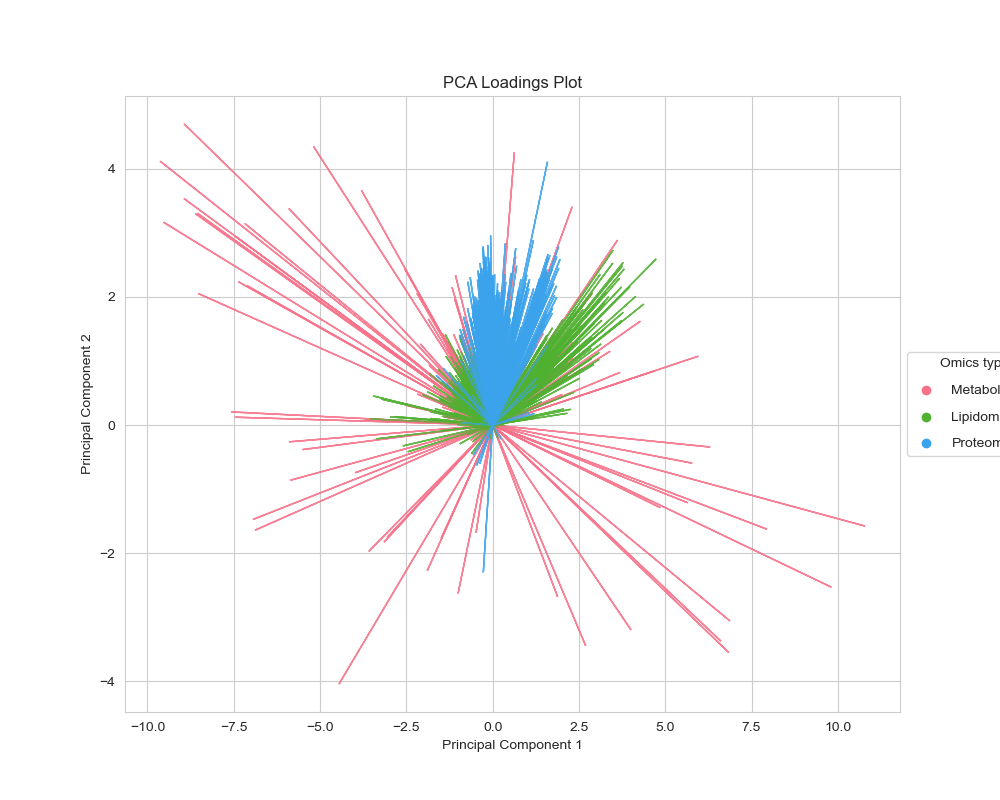 PCA Loadings Plot
4
2
0
−2
−4
Principal Component 2
−10.0 −7.5 −5.0 −2.5 0.0 2.5 5.0 7.5 10.0
Principal Component 1
Omics typ
Metabol
Lipidom
Proteom